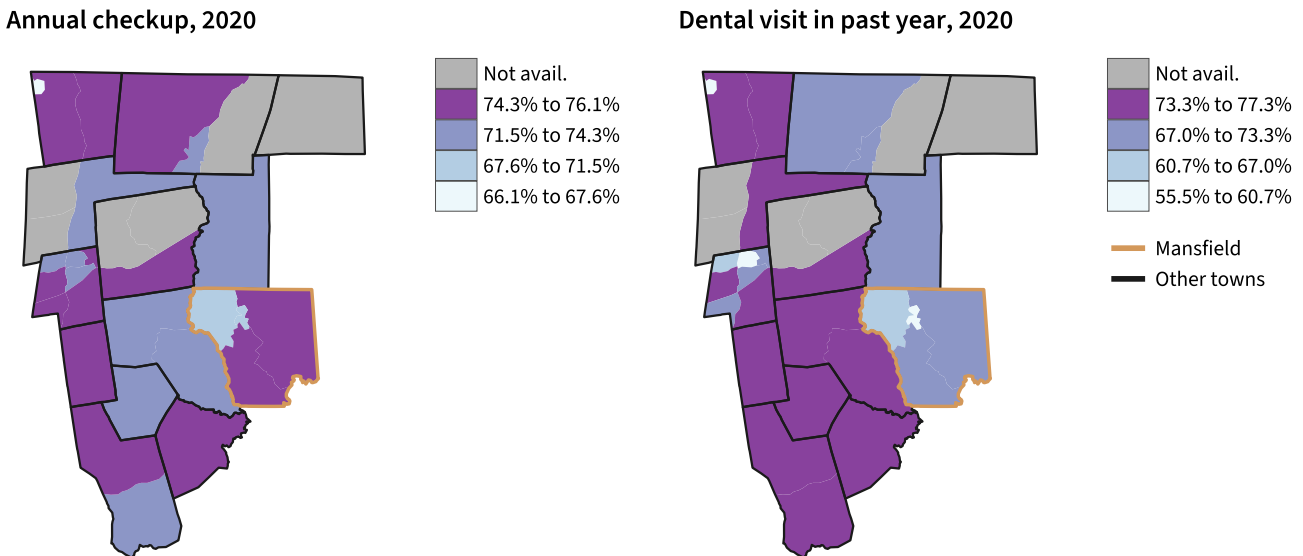 Annual checkup, 2020
Not avail.
74.3% to 76.1%
71.5% to 74.3%
67.6% to 71.5%
66.1% to 67.6%
Dental visit in past year, 2020
Not avail.
73.3% to 77.3%
67.0% to 73.3%
60.7% to 67.0%
55.5% to 60.7%
Mansfield
Other towns